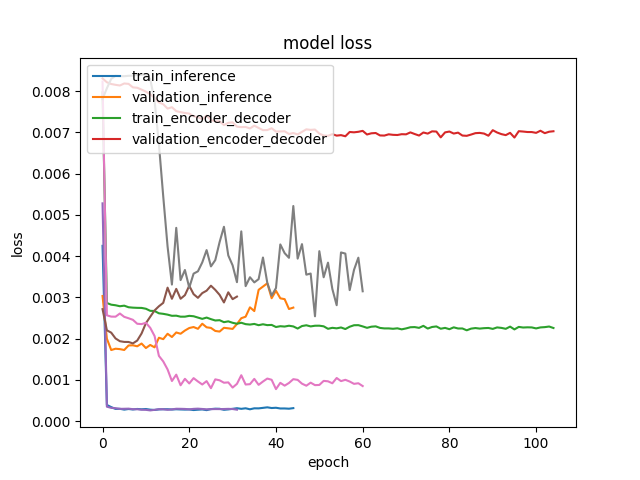 model loss
train_inference
validation_inference
train_encoder_decoder
validation_encoder_decoder
loss
0.008
0.007
0.006
0.005
0.004
0.003
0.002
0.001
0.000
0 20 40 60 80 100
epoch